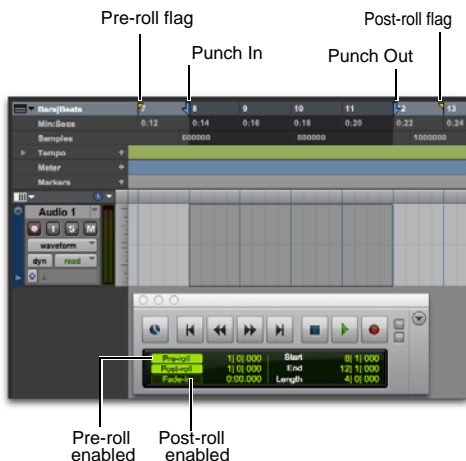 Pre-roll flag
Post-roll flag
Punch In
Punch Out
Bars|Beats 7 8 9 10 11 12 13
Min:Secs 0:12 0:14 0:16 0:18 0:20 0:22 0:24
Samples 600000 800000 1000000
Tempo
Meter
Markers
Audio 1
I S M
waveform
dyn read
Pre-roll 1| 0| 000 Start 8| 1| 000
Post-roll 1| 0| 000 End 12| 1| 000
Fade-in 0:00.000 Length 4| 0| 000
Pre-roll
enabled
Post-roll
enabled